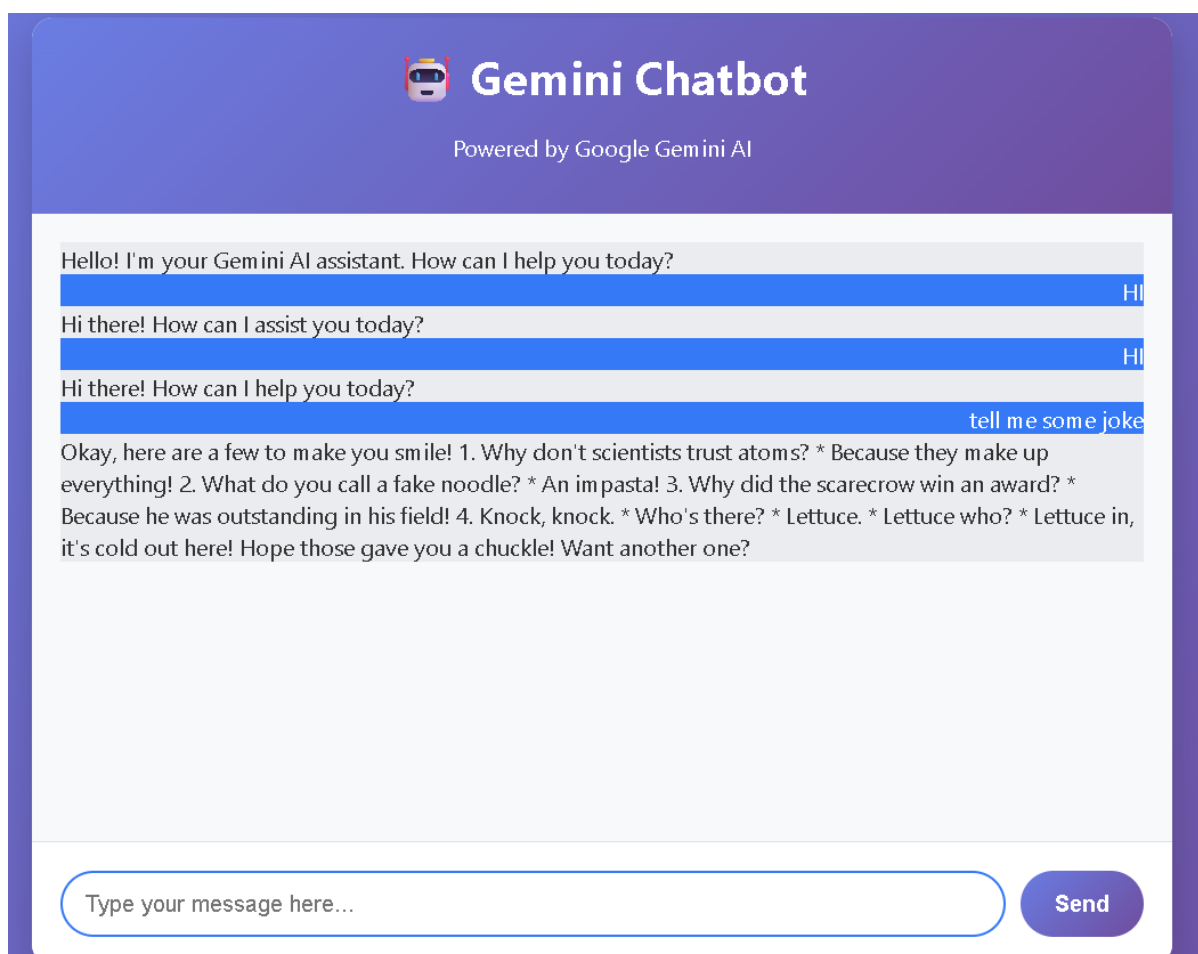 Gemini Chatbot
Powered by Google Gemini AI
Hello! I'm your Gemini AI assistant. How can I help you today?
HI
Hi there! How can I assist you today?
HI
Hi there! How can I help you today?
tell me some joke
Okay, here are a few to make you smile! 1. Why don't scientists trust atoms? * Because they make up
everything! 2. What do you call a fake noodle? * An impasta! 3. Why did the scarecrow win an award? *
Because he was outstanding in his field! 4. Knock, knock. * Who's there? * Lettuce. * Lettuce who? * Lettuce in,
it's cold out here! Hope those gave you a chuckle! Want another one?
Type your message here...
Send